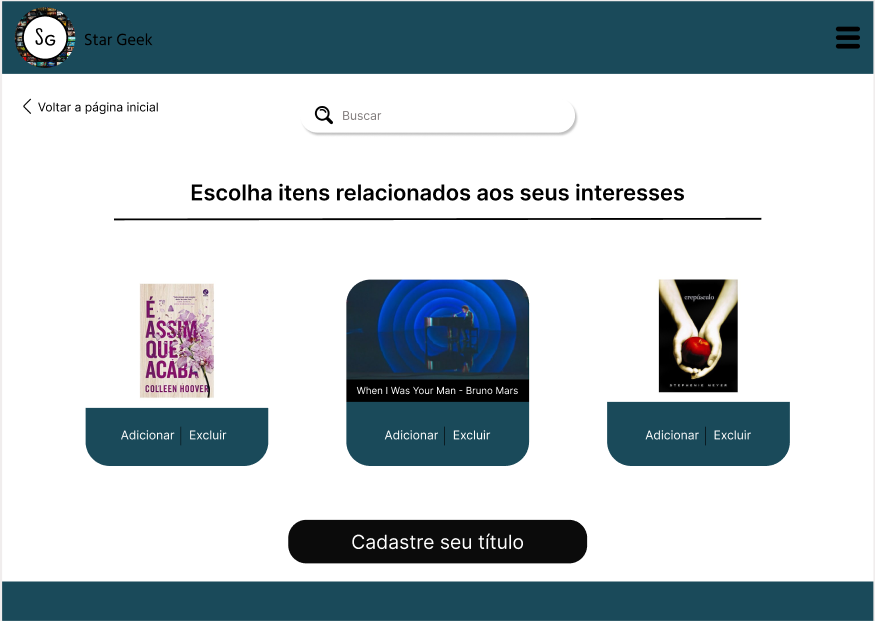 SG
Star Geek
Voltar a página inicial
Buscar
Escolha itens relacionados aos seus interesses
É
ASSIM
QUE
ACABA
COLLEEN HOOVER
When I Was Your Man - Bruno Mars
crepúsculo
STEPHENIE MEYER
Adicionar Excluir
Adicionar Excluir
Adicionar Excluir
Cadastre seu título